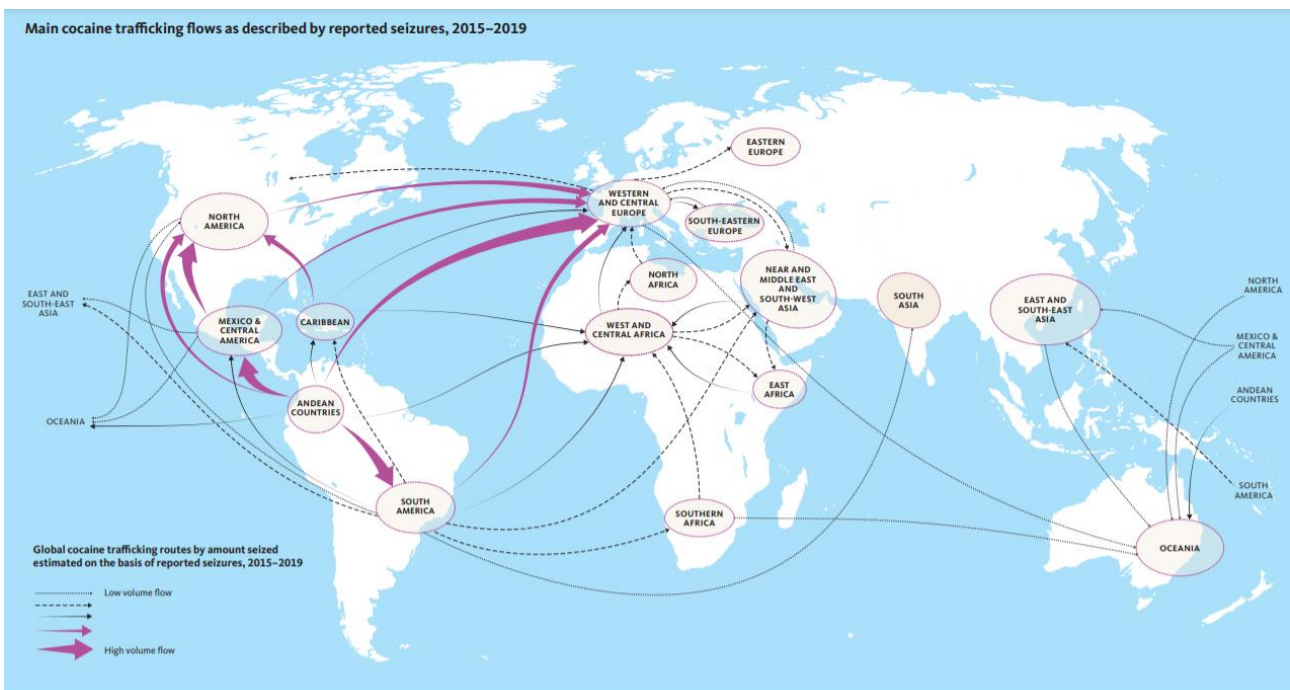 Main cocaine trafficking flows as described by reported seizures, 2015–2019
EASTERN
EUROPE
WESTERN
AND CENTRAL
EUROPE
NORTH
AMERICA
SOUTH-EASTERN
EUROPE
NORTH
AFRICA
NEAR AND
MIDDLE EAST
AND
SOUTH-WEST
ASIA
SOUTH
ASIA
EAST AND
SOUTH-EAST
ASIA
NORTH
AMERICA
EAST AND
SOUTH-EAST
ASIA
MEXICO &
CENTRAL
AMERICA
CARIBBEAN
WEST AND
CENTRAL AFRICA
MEXICO &
CENTRAL
AMERICA
EAST
AFRICA
ANDEAN
COUNTRIES
ANDEAN
COUNTRIES
OCEANIA
SOUTH
AMERICA
SOUTH
AMERICA
SOUTHERN
AFRICA
OCEANIA
Global cocaine trafficking routes by amount seized
estimated on the basis of reported seizures, 2015–2019
Low volume flow
High volume flow